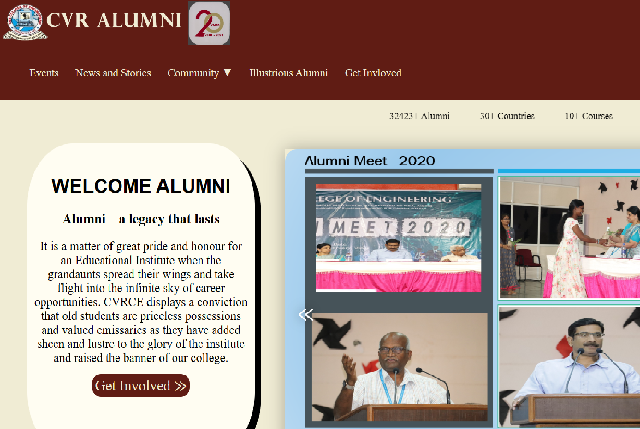 CVR ALUMNI
20
Events News and Stories Community ▼ Illustrious Alumni Get Invloved
32423+ Alumni 30+ Countries 10+ Courses
WELCOME ALUMNI
Alumni – a legacy that lasts
It is a matter of great pride and honour for
an Educational Institute when the
grandaunts spread their wings and take
flight into the infinite sky of career
opportunities. CVRCE displays a conviction
that old students are priceless possessions
and valued emissaries as they have added
sheen and lustre to the glory of the institute
and raised the banner of our college.
Get Involved
Alumni Meet 2020
EGE OF ENGINEERING
MEET 2020